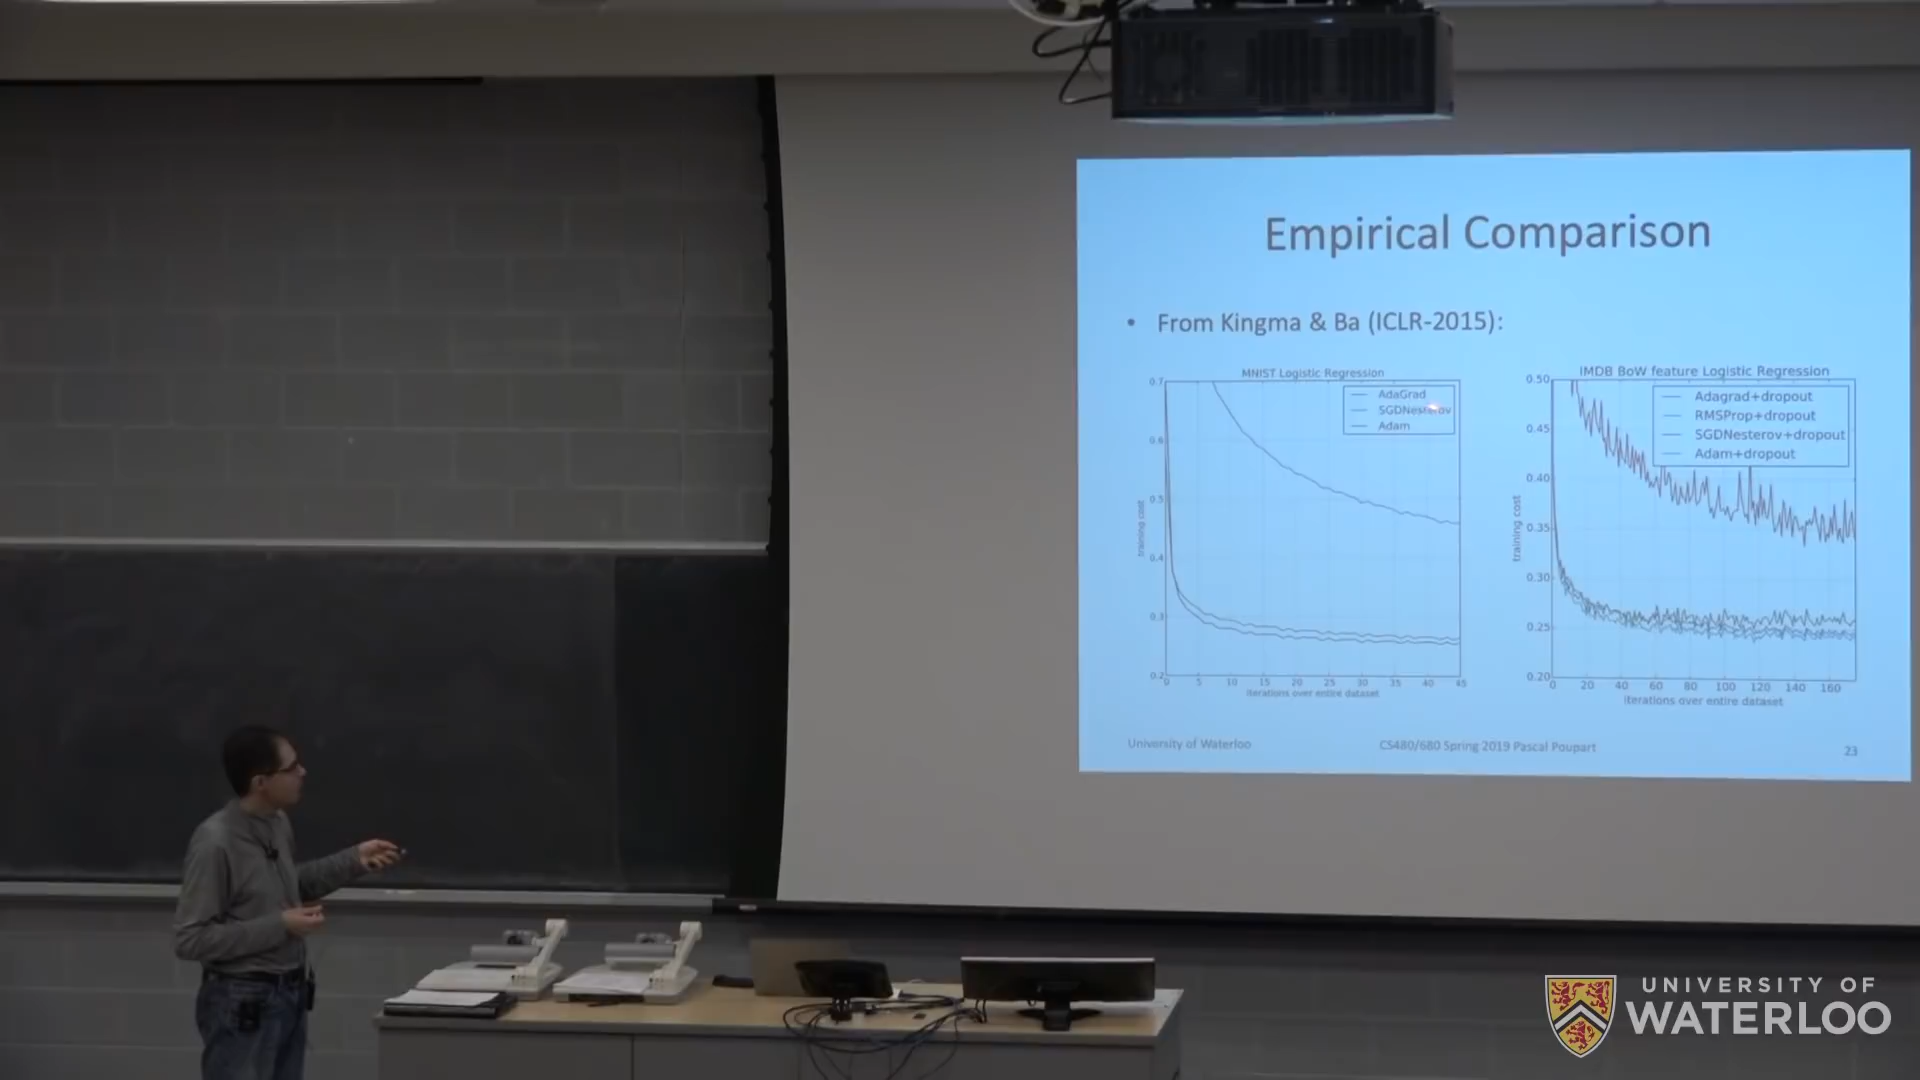 Empirical Comparison
• From Kingma & Ba (ICLR-2015):
MNIST Logistic Regression
AdaGrad
SGDNesterov
Adam
0.7
0.6
0.5
0.4
0.3
0.2
training cost
0 5 10 15 20 25 30 35 40 45
iterations over entire dataset
IMDB BoW feature Logistic Regression
Adagrad+dropout
RMSProp+dropout
SGDNesterov+dropout
Adam+dropout
0.50
0.45
0.40
0.35
0.30
0.25
0.20
training cost
0 20 40 60 80 100 120 140 160
iterations over entire dataset
University of Waterloo
CS480/680 Spring 2019 Pascal Poupart
23
UNIVERSITY OF
WATERLOO